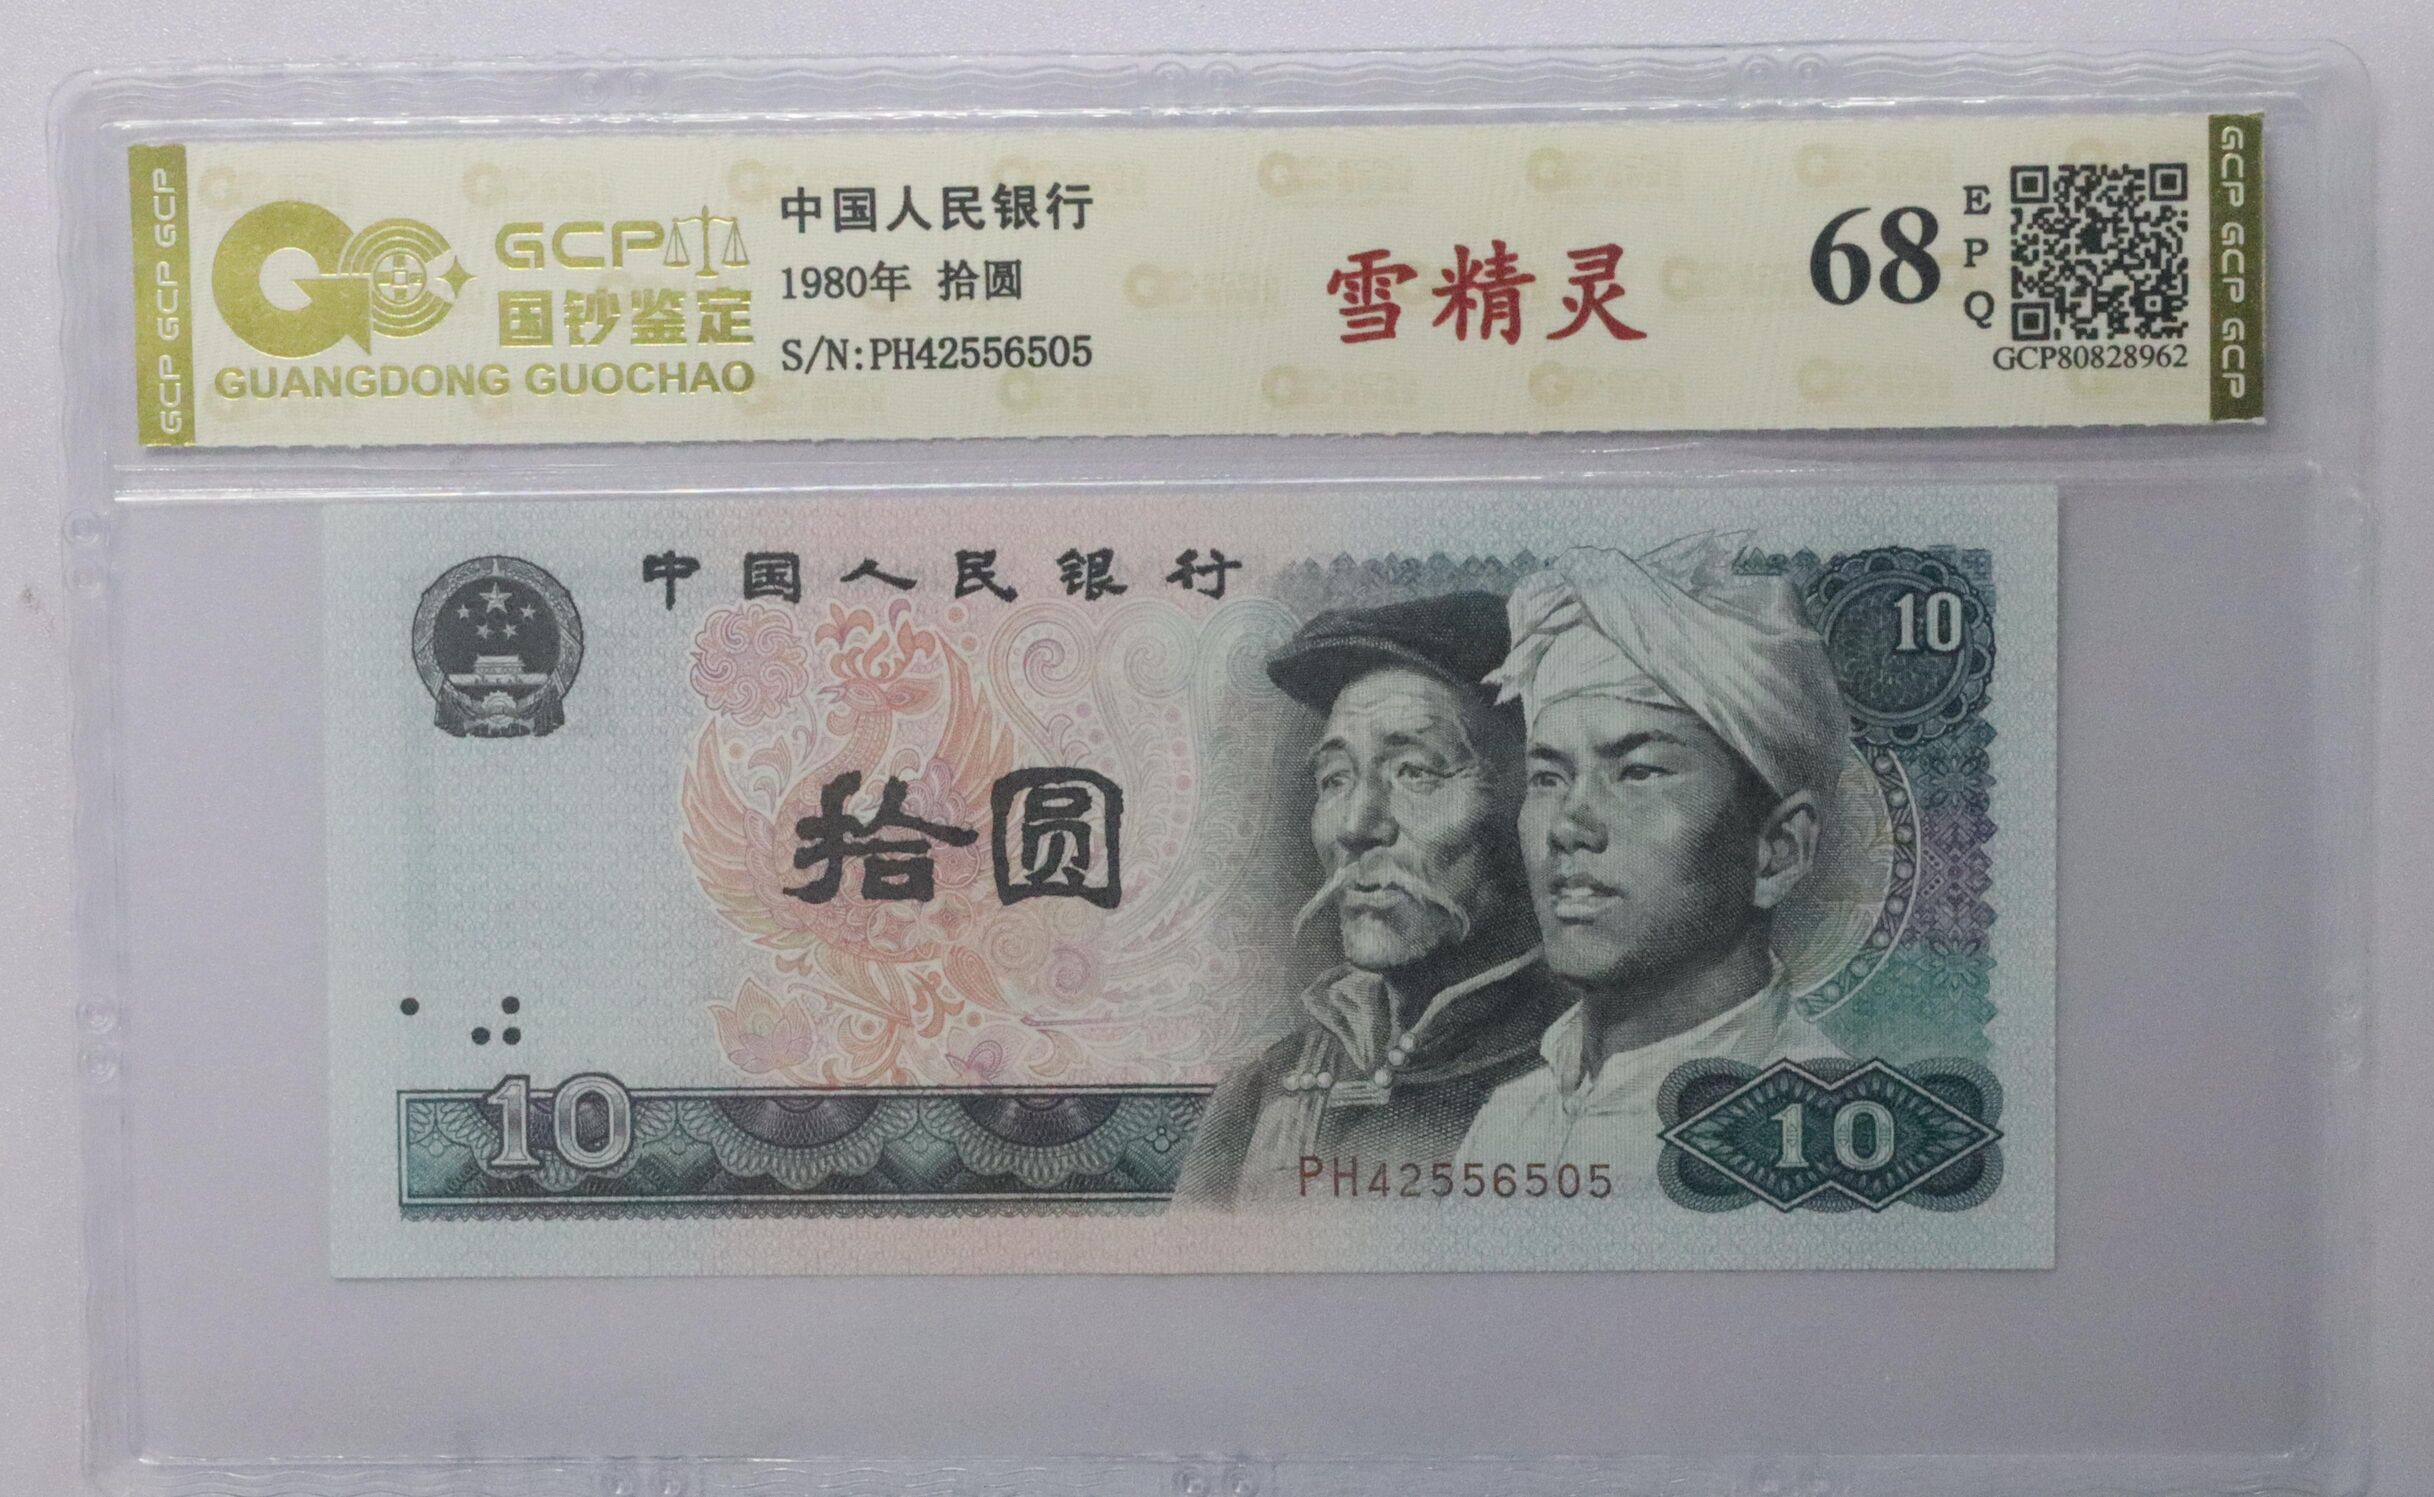 GCP GCP GCP
GCP
国钞鉴定
GUANGDONG GUOCHAO
中国人民银行
1980年 拾圆
S/N:PH42556505
雪精灵
68
EPQ
GCP80828962
GCP GCP GCP
中国人民银行
10
拾圆
10
PH42556505
10